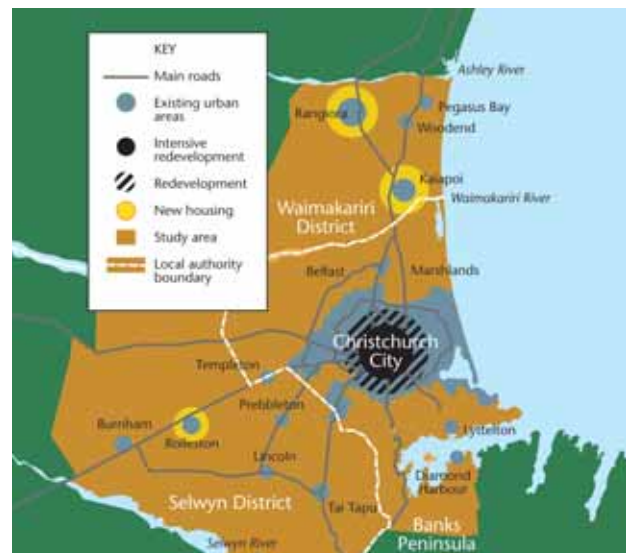 KEY
Main roads
Existing urban
areas
Intensive
redevelopment
Redevelopment
New housing
Study area
Local authority
boundary
Ashley River
Pegasus Bay
Rangiora
Woodend
Kaiapoi
Waimakariri River
Waimakariri
District
Belfast
Marshlands
Christchurch
City
Templeton
Prebbleton
Burnham
Rolleston
Lyttelton
Lincoln
Diamond
Harbour
Selwyn District
Tai Tapu
Banks
Peninsula
Selwyn River